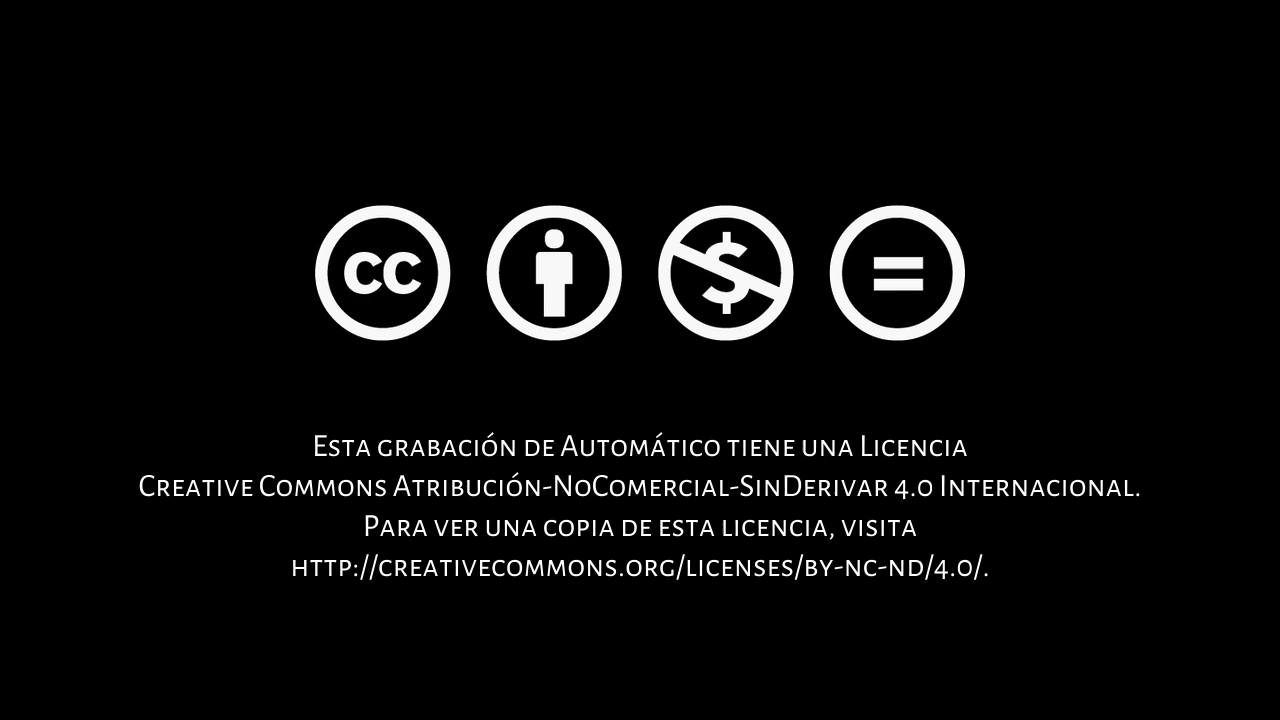 cc
Esta grabación de Automático tiene una Licencia
Creative Commons Atribución-NoComercial-SinDerivar 4.0 Internacional.
Para ver una copia de esta licencia, visita
http://creativecommons.org/licenses/by-nc-nd/4.0/.